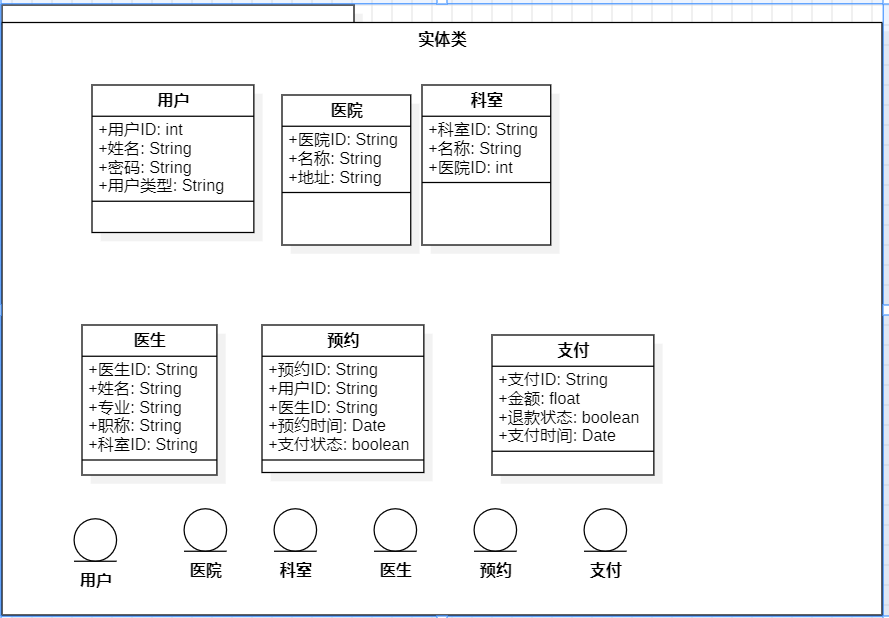 实体类
用户
+用户ID: int
+姓名: String
+密码: String
+用户类型: String
医院
+医院ID: String
+名称: String
+地址: String
科室
+科室ID: String
+名称: String
+医院ID: int
医生
+医生ID: String
+姓名: String
+专业: String
+职称: String
+科室ID: String
预约
+预约ID: String
+用户ID: String
+医生ID: String
+预约时间: Date
+支付状态: boolean
支付
+支付ID: String
+金额: float
+退款状态: boolean
+支付时间: Date
用户
医院
科室
医生
预约
支付